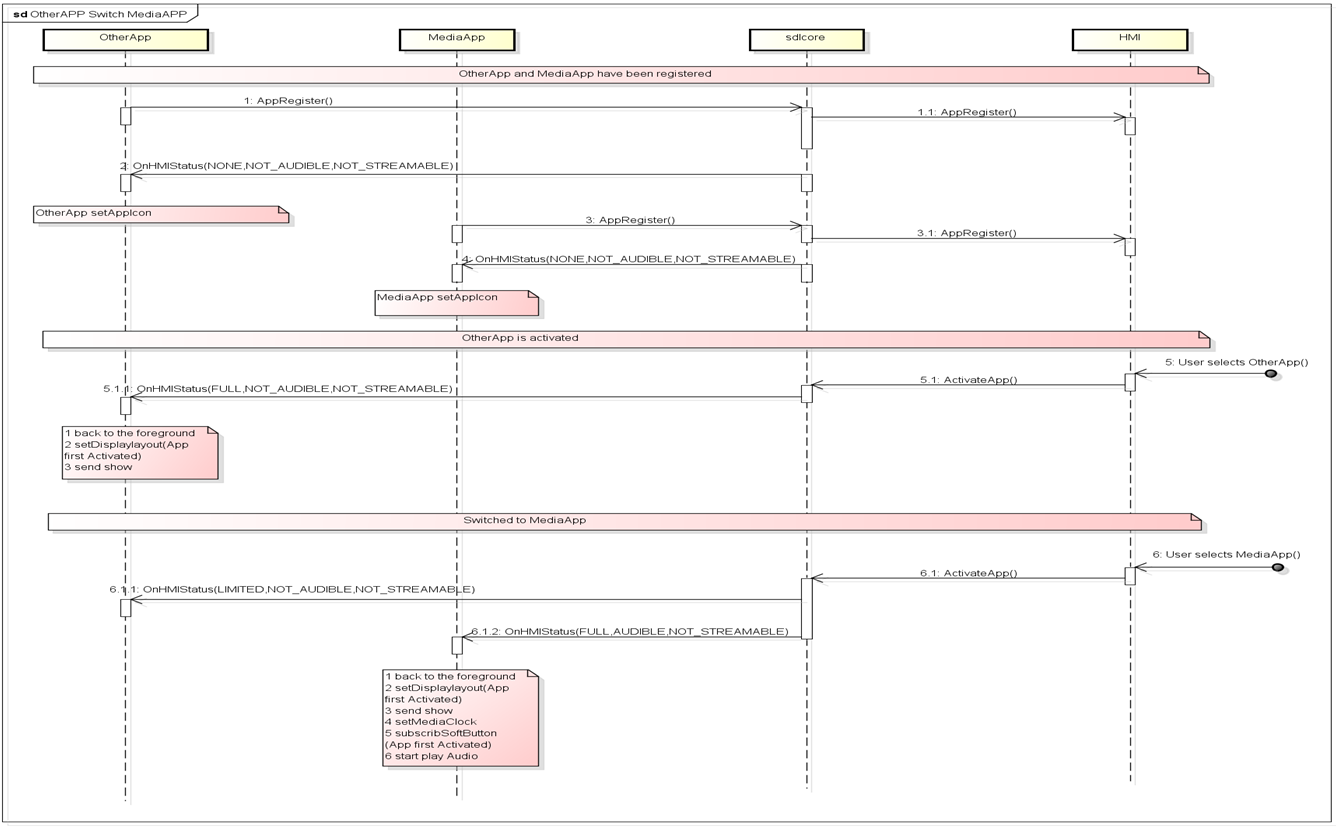 sd OtherAPP Switch MediaAPP
OtherApp
MediaApp
sdlcore
HMI
OtherApp and MediaApp have been registered
1: AppRegister()
1.1: AppRegister()
2: OnHMIStatus(NONE,NOT_AUDIBLE,NOT_STREAMABLE)
OtherApp setAppIcon
3: AppRegister()
3.1: AppRegister()
4: OnHMIStatus(NONE,NOT_AUDIBLE,NOT_STREAMABLE)
MediaApp setAppIcon
OtherApp is activated
5: User selects OtherApp()
5.1: ActivateApp()
5.1.1: OnHMIStatus(FULL,NOT_AUDIBLE,NOT_STREAMABLE)
1 back to the foreground
2 setDisplaylayout(App
first Activated)
3 send show
Switched to MediaApp
6: User selects MediaApp()
6.1: ActivateApp()
6.1.1: OnHMIStatus(LIMITED,NOT_AUDIBLE,NOT_STREAMABLE)
6.1.2: OnHMIStatus(FULL,AUDIBLE,NOT_STREAMABLE)
1 back to the foreground
2 setDisplaylayout(App
first Activated)
3 send show
4 setMediaClock
5 subscribSoftButton
(App first Activated)
6 start play Audio